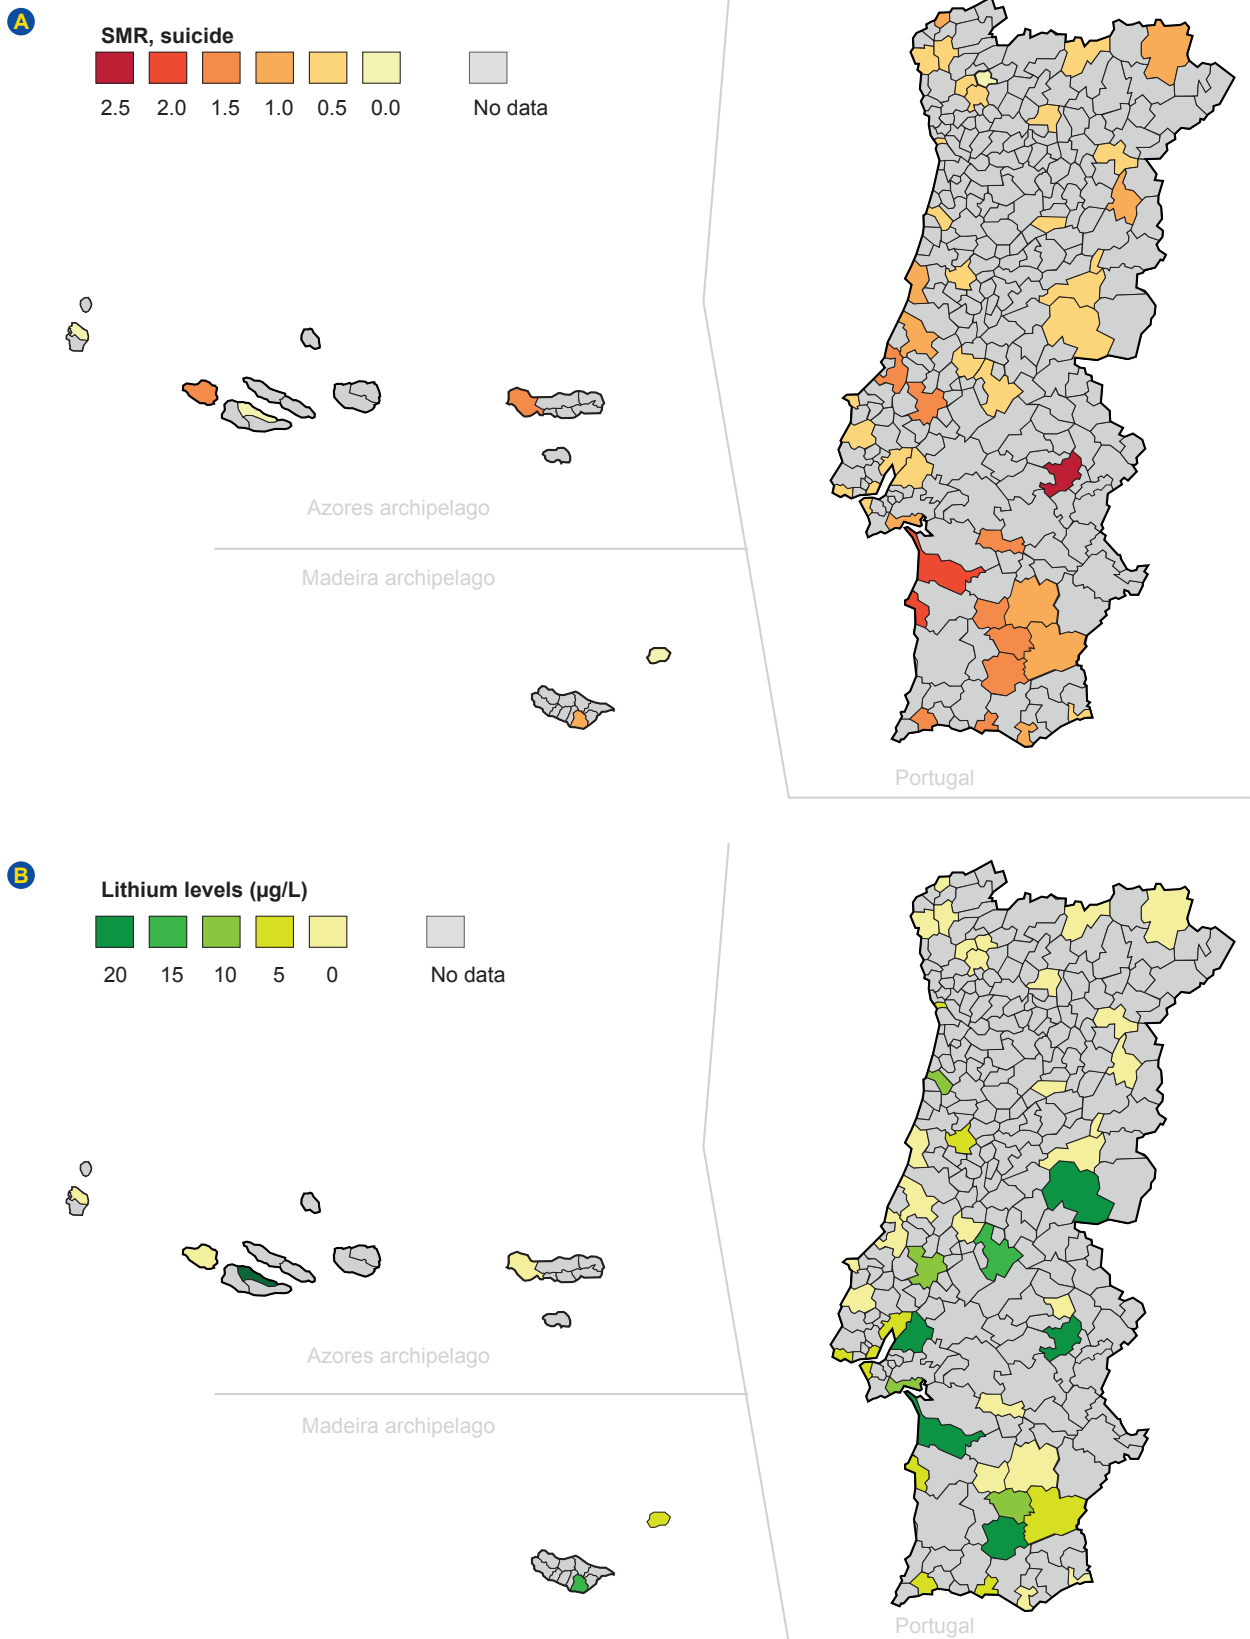 A
SMR, suicide
2.5 2.0 1.5 1.0 0.5 0.0 No data
Azores archipelago
Madeira archipelago
Portugal
B
Lithium levels (µg/L)
20 15 10 5 0 No data
Azores archipelago
Madeira archipelago
Portugal